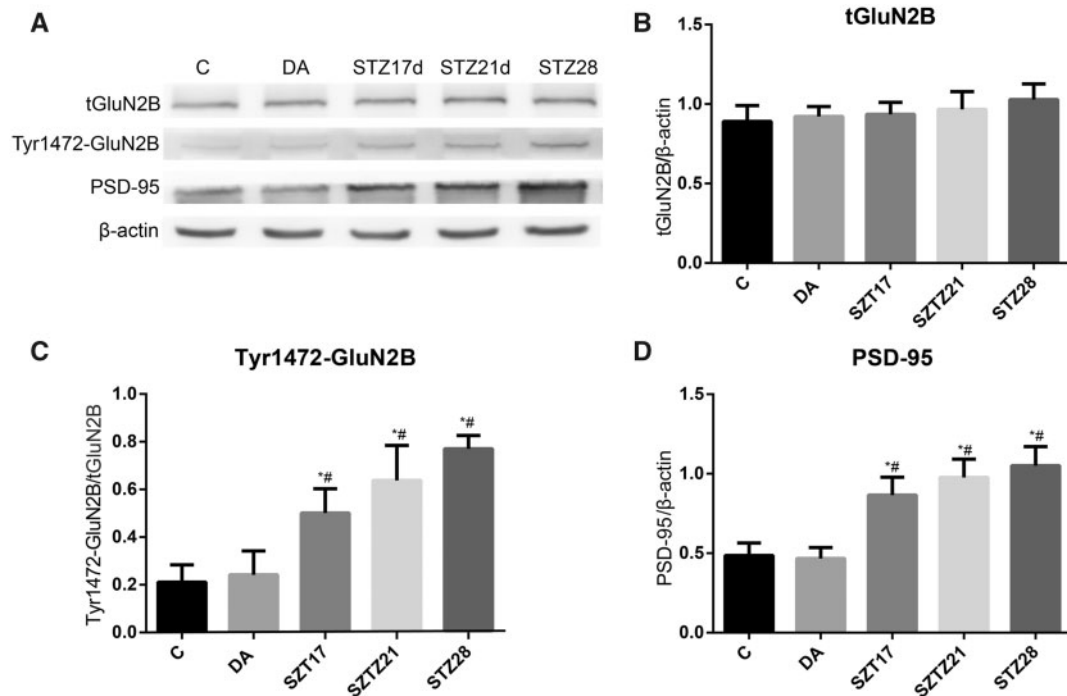 A
C DA STZ17d STZ21d STZ28
tGluN2B
Tyr1472-GluN2B
PSD-95
β-actin
B
tGluN2B
tGluN2B/β-actin
1.5
1.0
0.5
0.0
C DA SZT17 SZTZ21 STZ28
C
Tyr1472-GluN2B
Tyr1472-GluN2B/tGluN2B
1.0
0.8
0.6
0.4
0.2
0.0
*# *# *#
C DA SZT17 SZTZ21 STZ28
D
PSD-95
PSD-95/β-actin
1.5
1.0
0.5
0.0
*# *# *#
C DA SZT17 SZTZ21 STZ28